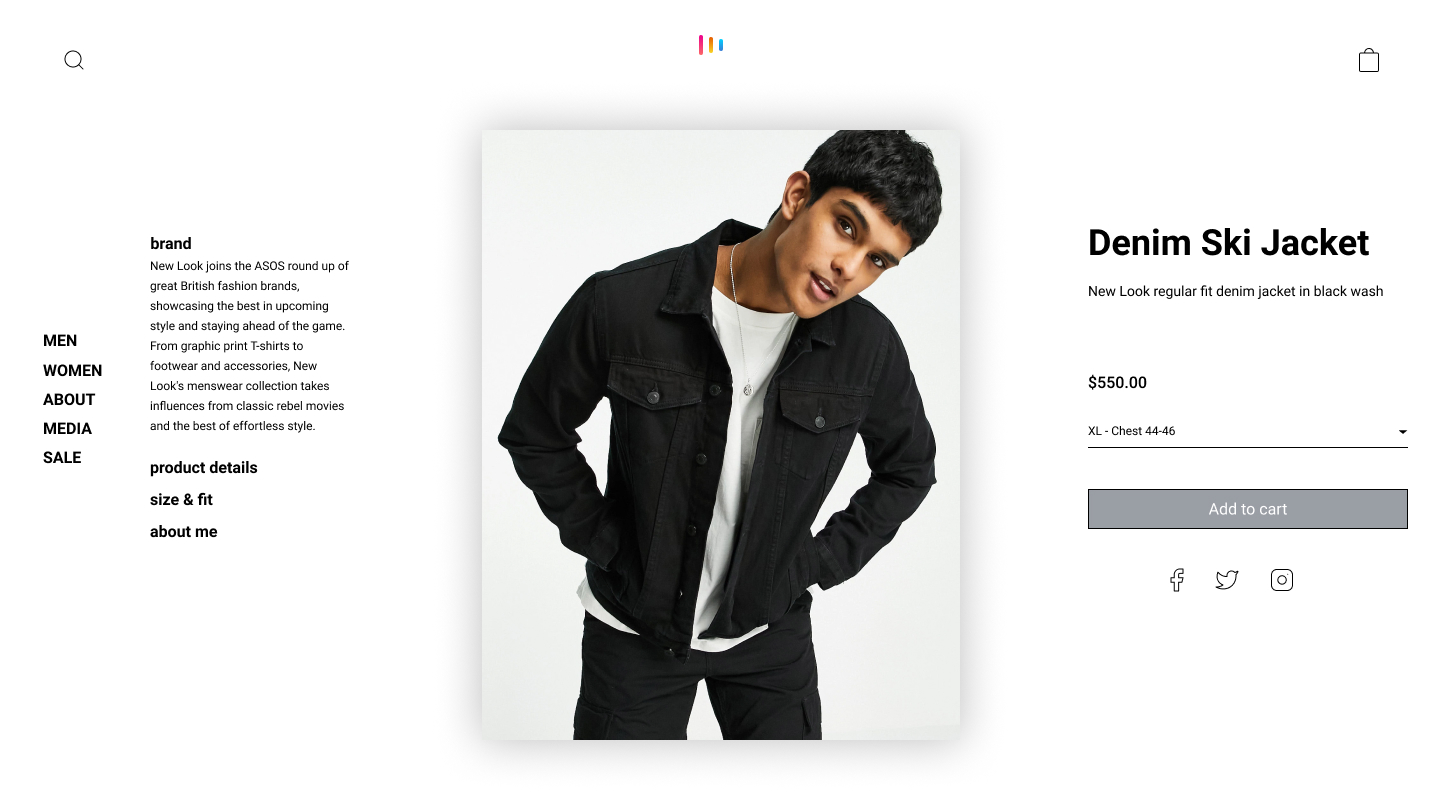 MEN
WOMEN
ABOUT
MEDIA
SALE
brand
New Look joins the ASOS round up of
great British fashion brands,
showcasing the best in upcoming
style and staying ahead of the game.
From graphic print T-shirts to
footwear and accessories, New
Look's menswear collection takes
influences from classic rebel movies
and the best of effortless style.
product details
size & fit
about me
Denim Ski Jacket
New Look regular fit denim jacket in black wash
$550.00
XL - Chest 44-46
Add to cart